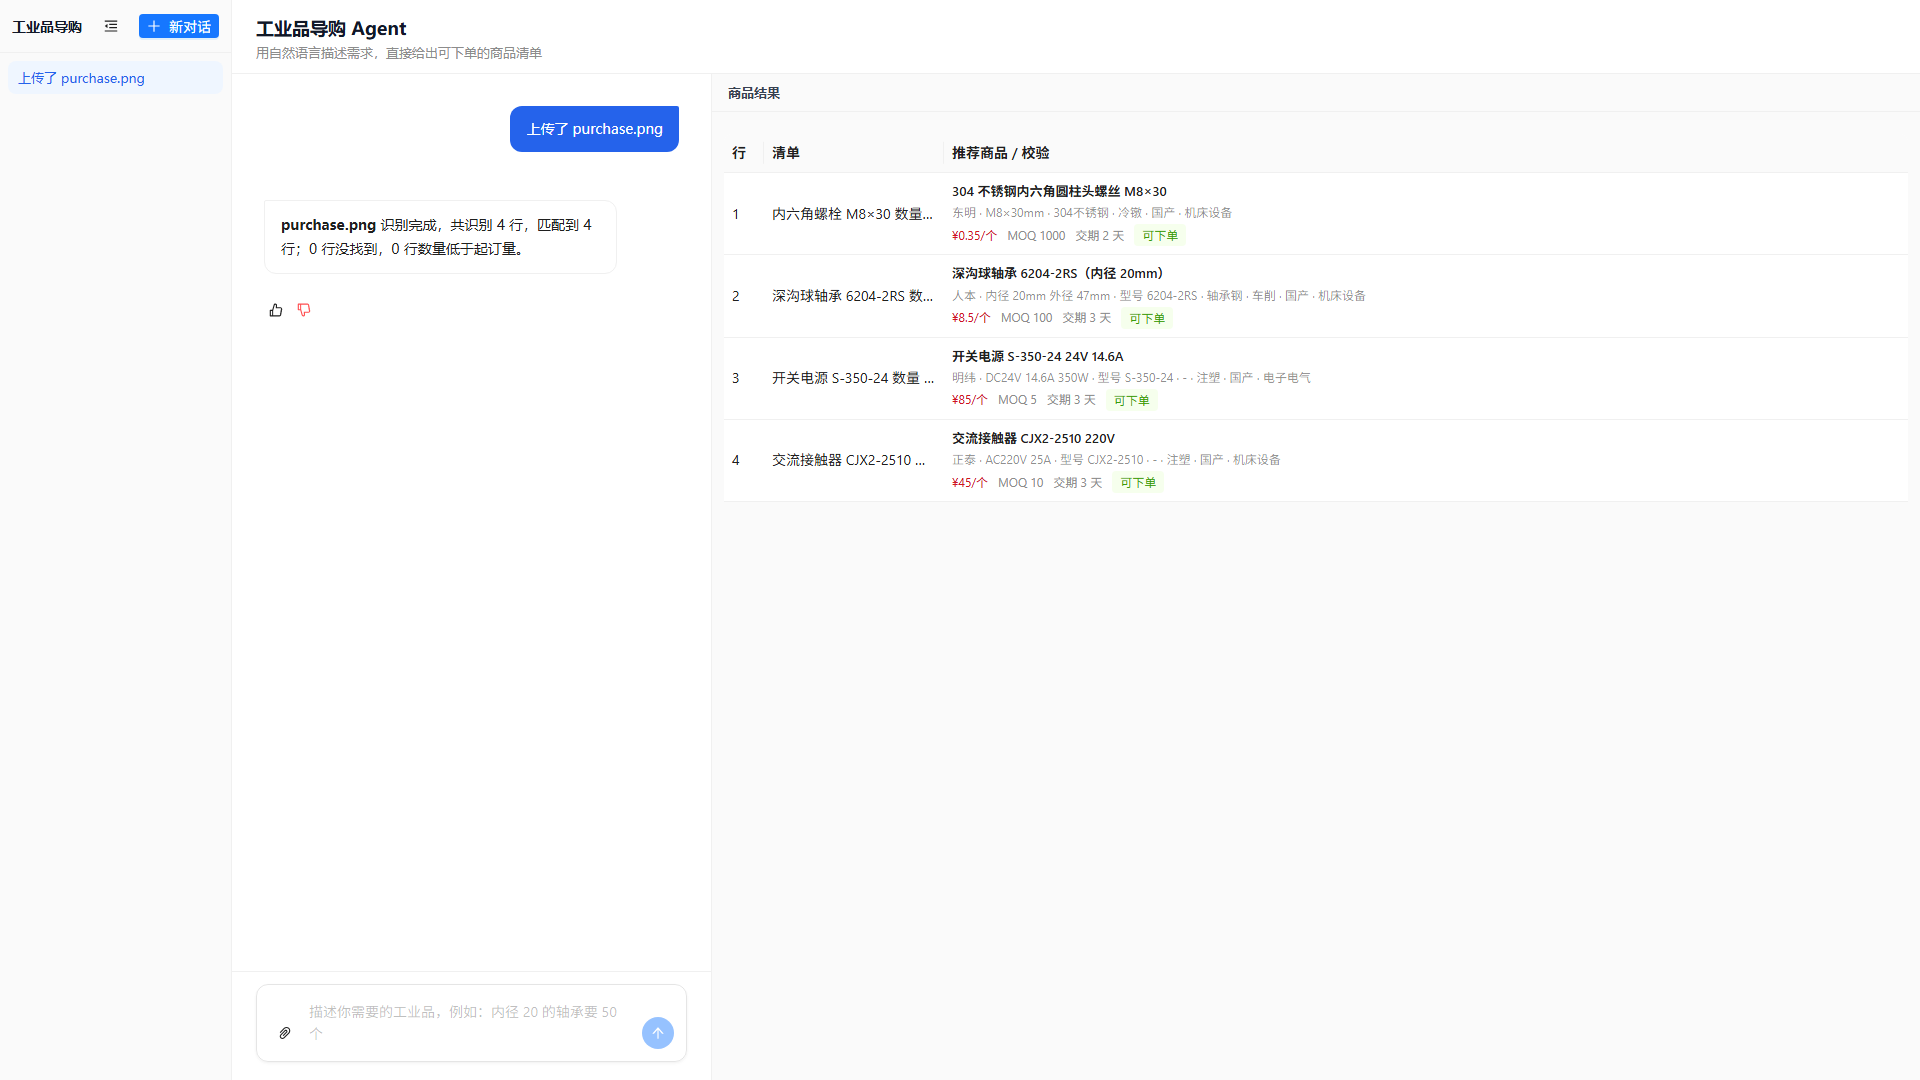 工业品导购
新对话
上传了 purchase.png
工业品导购 Agent
用自然语言描述需求，直接给出可下单的商品清单
上传了 purchase.png
purchase.png 识别完成，共识别 4 行，匹配到 4
行；0 行没找到，0 行数量低于起订量。
描述你需要的工业品，例如：内径 20 的轴承要 50
个
商品结果
行 清单 推荐商品 / 校验
1 内六角螺栓 M8×30 数量...
304 不锈钢内六角圆柱头螺丝 M8×30
东明 · M8×30mm · 304不锈钢 · 冷镦 · 国产 · 机床设备
¥0.35/个 MOQ 1000 交期 2 天 可下单
2 深沟球轴承 6204-2RS 数...
深沟球轴承 6204-2RS（内径 20mm）
人本 · 内径 20mm 外径 47mm · 型号 6204-2RS · 轴承钢 · 车削 · 国产 · 机床设备
¥8.5/个 MOQ 100 交期 3 天 可下单
3 开关电源 S-350-24 数量 ...
开关电源 S-350-24 24V 14.6A
明纬 · DC24V 14.6A 350W · 型号 S-350-24 · - · 注塑 · 国产 · 电子电气
¥85/个 MOQ 5 交期 3 天 可下单
4 交流接触器 CJX2-2510 ...
交流接触器 CJX2-2510 220V
正泰 · AC220V 25A · 型号 CJX2-2510 · - · 注塑 · 国产 · 机床设备
¥45/个 MOQ 10 交期 3 天 可下单